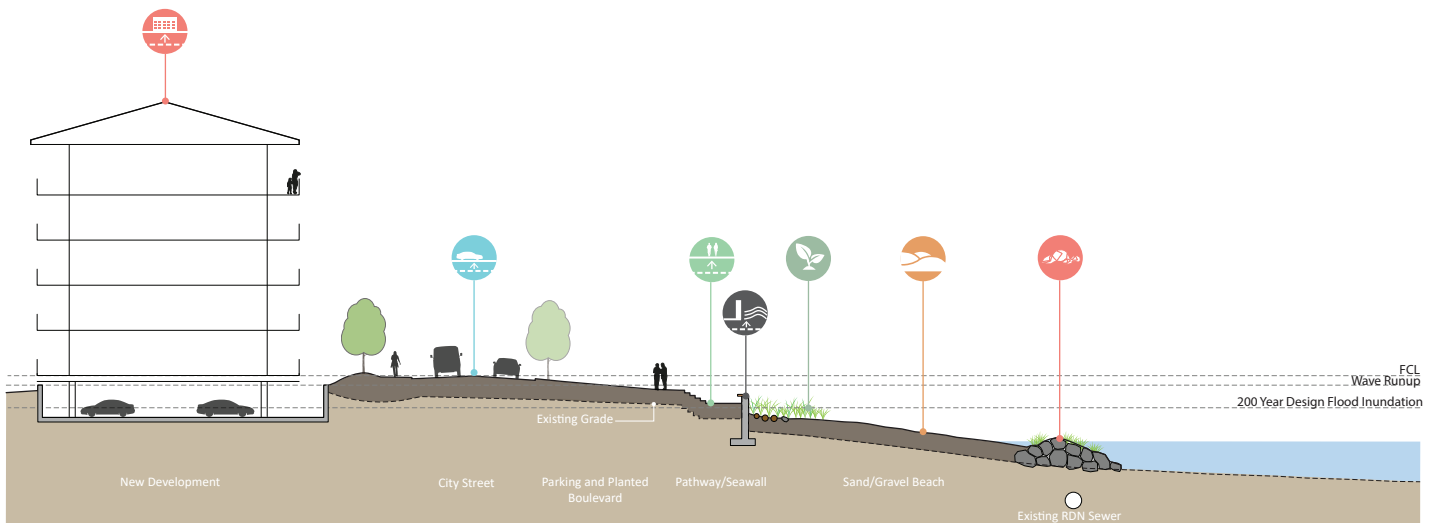 FCL
Wave Runup
200 Year Design Flood Inundation
Existing Grade
New Development
City Street
Parking and Planted
Boulevard
Pathway/Seawall
Sand/Gravel Beach
Existing RDN Sewer